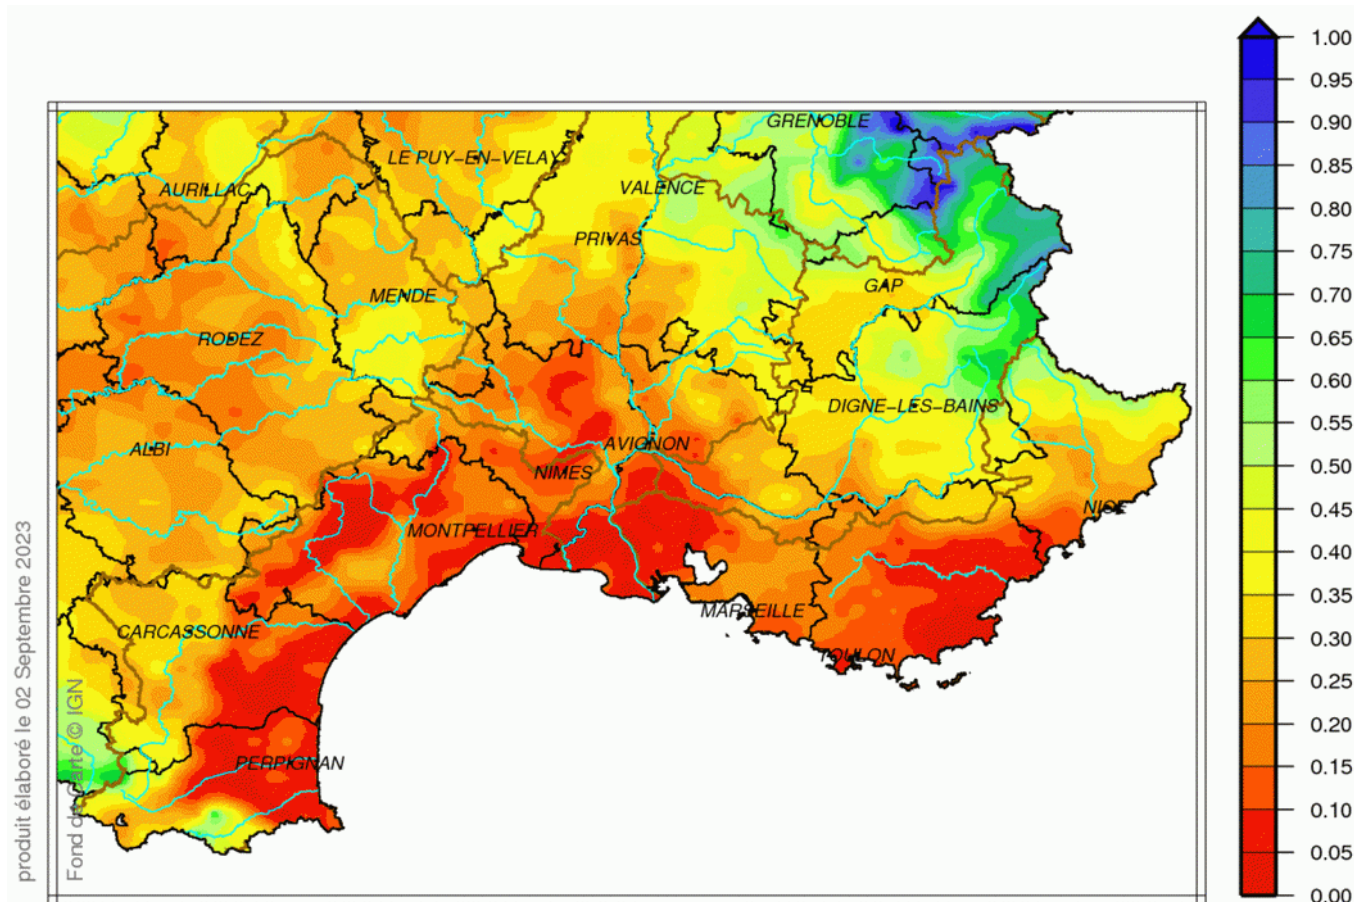 GRENOBLE
LE PUY-EN-VELAY
AURILLAC
VALENCE
PRIVAS
GAP
MENDE
RODEZ
DIGNE-LES-BAINS
ALBI
AVIGNON
NIMES
NICE
MONTPELLIER
MARSEILLE
CARCASSONNE
TOULON
PERPIGNAN
produit élaboré le 02 Septembre 2023
Fond de Carte © IGN
1.00
0.95
0.90
0.85
0.80
0.75
0.70
0.65
0.60
0.55
0.50
0.45
0.40
0.35
0.30
0.25
0.20
0.15
0.10
0.05
0.00